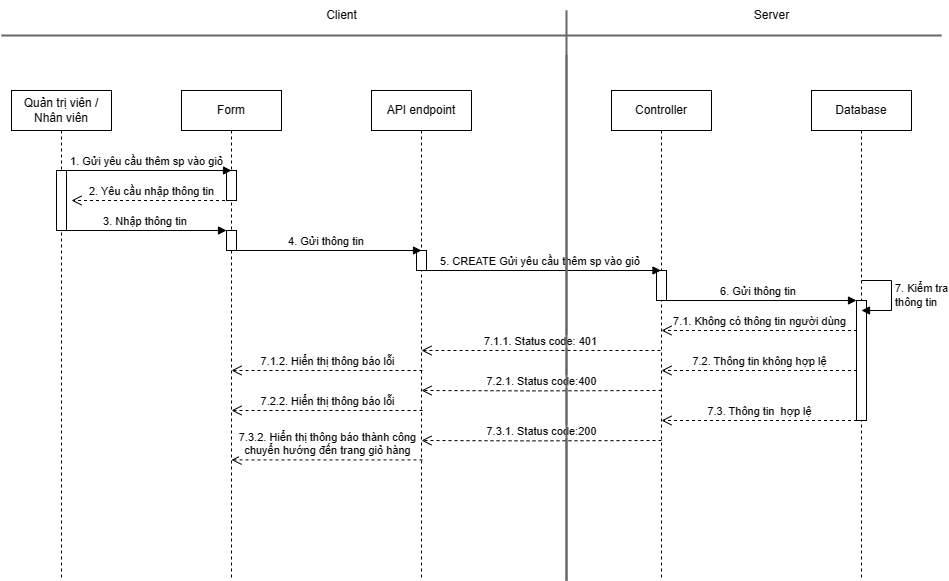 Client
Server
Quản trị viên /
Nhân viên
Form
API endpoint
Controller
Database
1. Gửi yêu cầu thêm sp vào giỏ
2. Yêu cầu nhập thông tin
3. Nhập thông tin
4. Gửi thông tin
5. CREATE Gửi yêu cầu thêm sp vào giỏ
6. Gửi thông tin
7. Kiểm tra
thông tin
7.1. Không có thông tin người dùng
7.1.1. Status code: 401
7.1.2. Hiển thị thông báo lỗi
7.2. Thông tin không hợp lệ
7.2.1. Status code:400
7.2.2. Hiển thị thông báo lỗi
7.3. Thông tin hợp lệ
7.3.1. Status code:200
7.3.2. Hiển thị thông báo thành công
chuyển hướng đến trang giỏ hàng